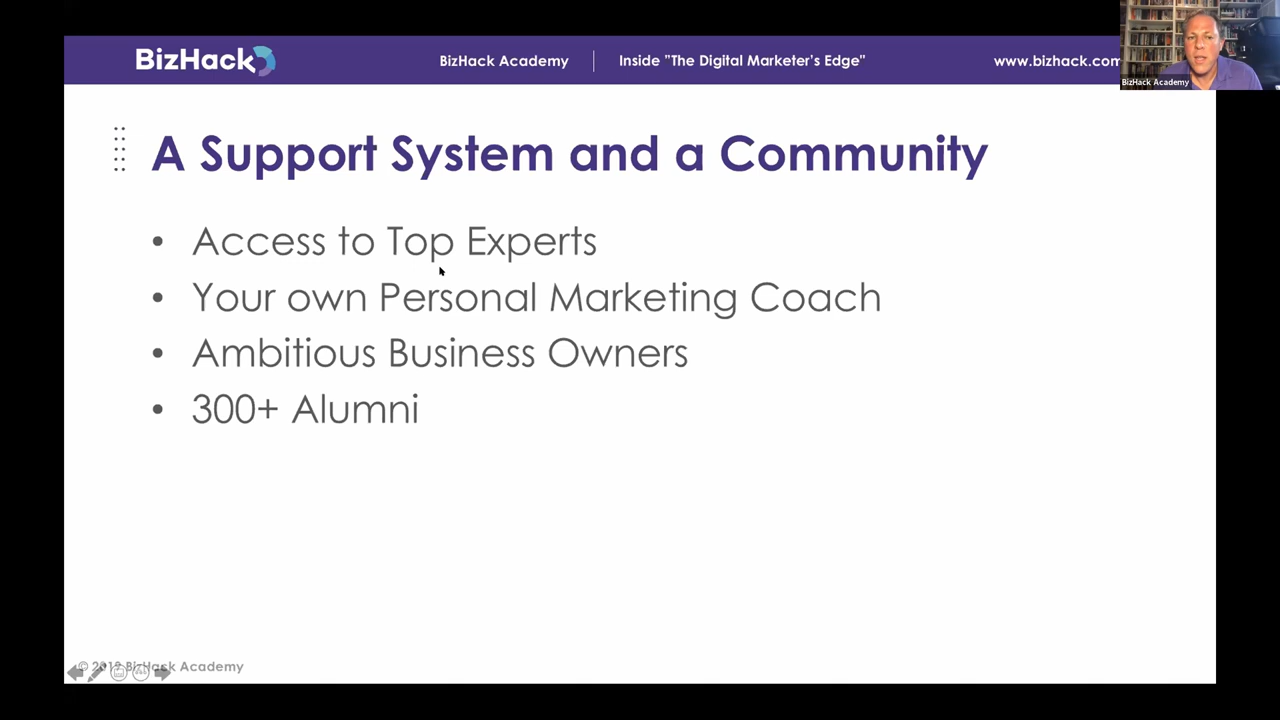 BizHack
BizHack Academy
Inside "The Digital Marketer's Edge"
www.bizhack.com
BizHack Academy
A Support System and a Community
• Access to Top Experts
• Your own Personal Marketing Coach
• Ambitious Business Owners
• 300+ Alumni
© 2019 BizHack Academy